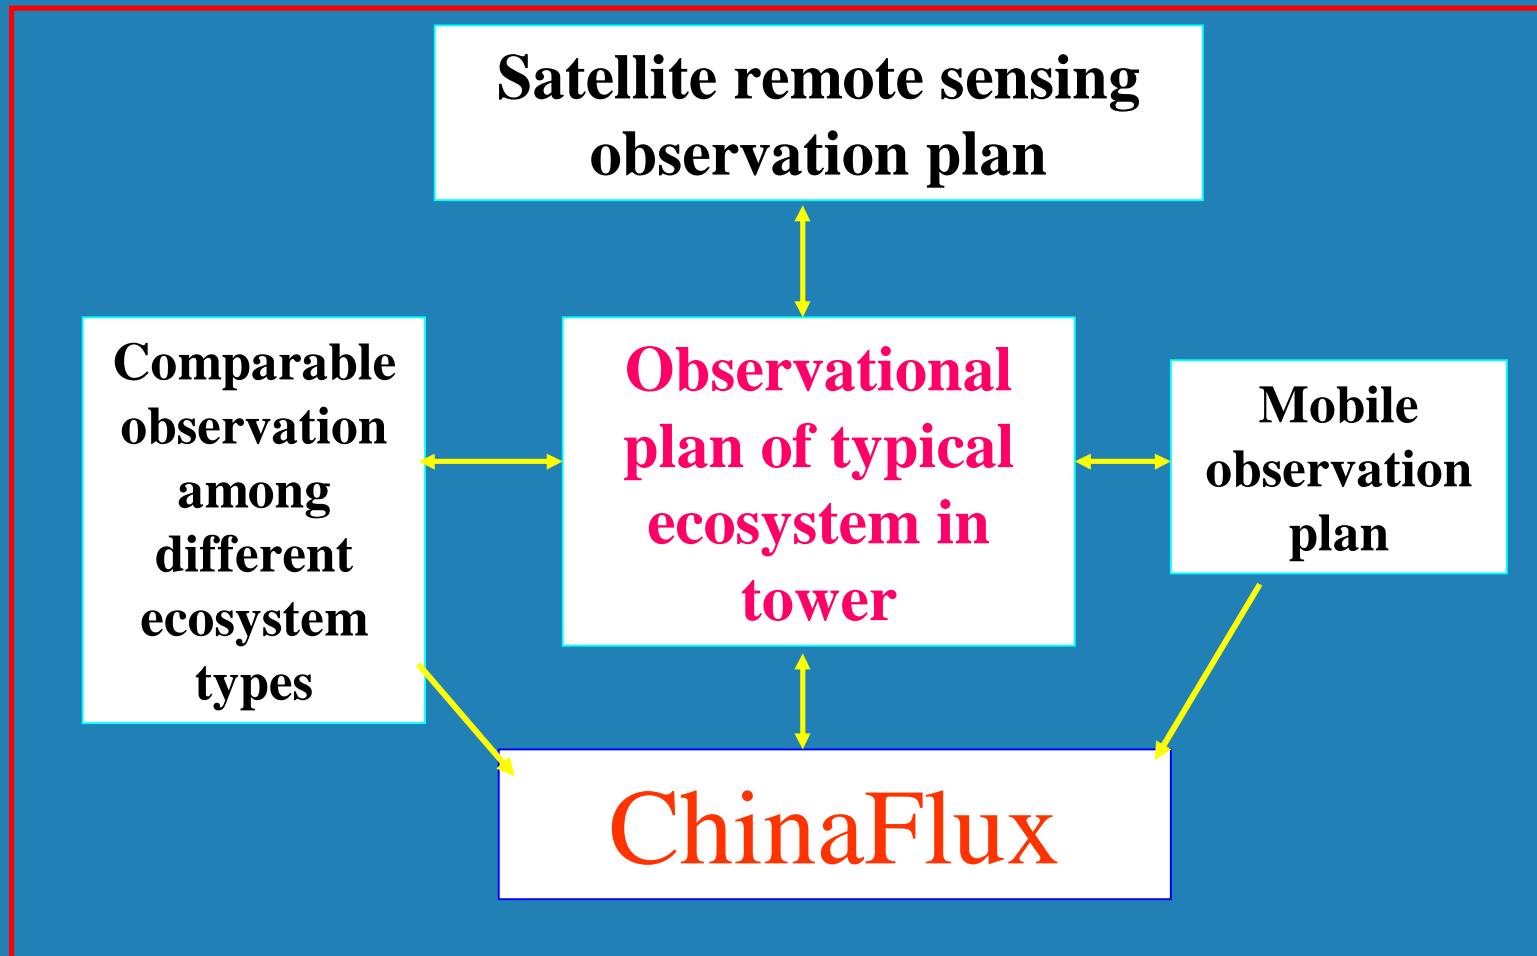 Satellite remote sensing
observation plan
Comparable
observation
among
different
ecosystem
types
Observational
plan of typical
ecosystem in
tower
Mobile
observation
plan
ChinaFlux